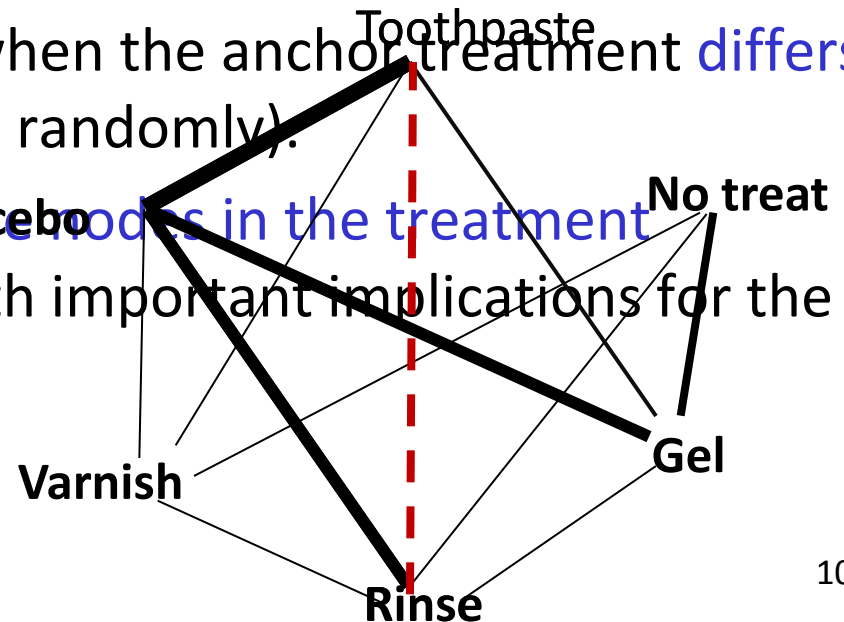 Toothpaste
when the anchor treatment differs
randomly).
No treat
cebo
nodes in the treatment
th important implications for the
Gel
Varnish
10
Rinse